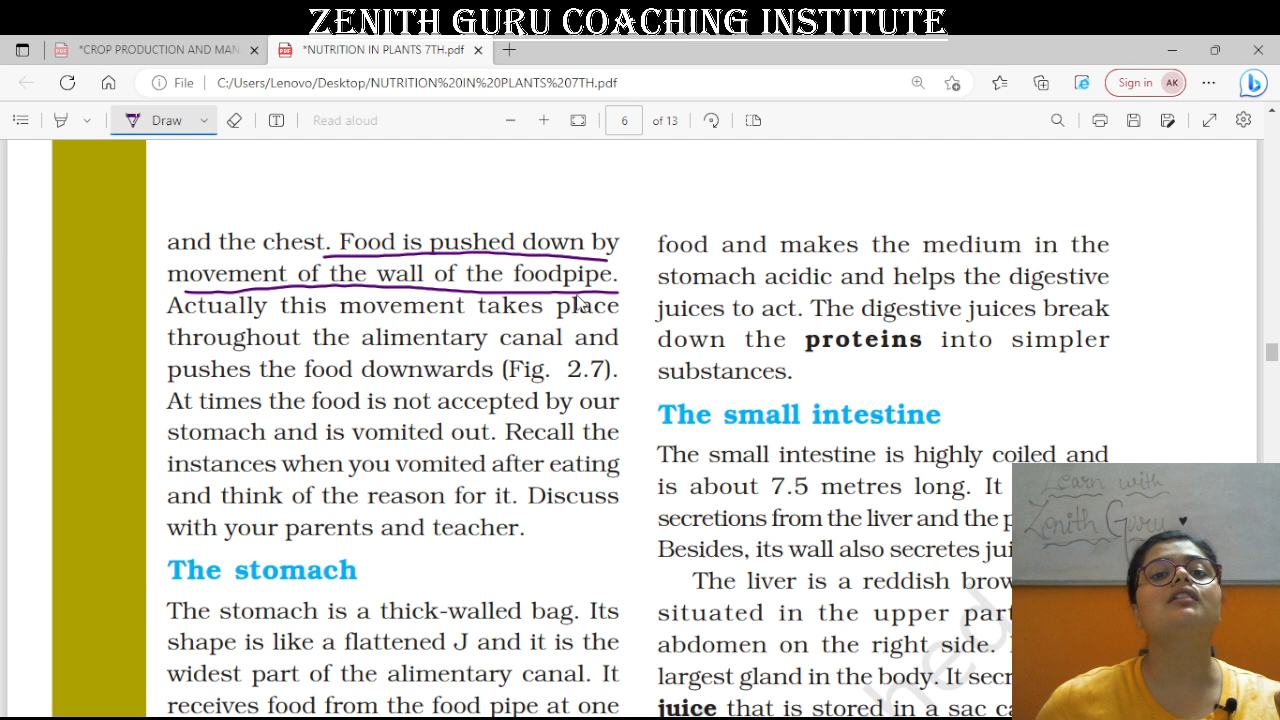 ZENITH GURU COACHING INSTITUTE
*CROP PRODUCTION AND MAN
*NUTRITION IN PLANTS 7TH.pdf
File
C:/Users/Lenovo/Desktop/NUTRITION%20IN%20PLANTS%207TH.pdf
Sign in AK
Draw
Read aloud
6 of 13
and the chest. Food is pushed down by
movement of the wall of the foodpipe.
Actually this movement takes place
throughout the alimentary canal and
pushes the food downwards (Fig. 2.7).
At times the food is not accepted by our
stomach and is vomited out. Recall the
instances when you vomited after eating
and think of the reason for it. Discuss
with your parents and teacher.
The stomach
The stomach is a thick-walled bag. Its
shape is like a flattened J and it is the
widest part of the alimentary canal. It
receives food from the food pipe at one
food and makes the medium in the
stomach acidic and helps the digestive
juices to act. The digestive juices break
down the proteins into simpler
substances.
The small intestine
The small intestine is highly coiled and
is about 7.5 metres long. It
secretions from the liver and the p
Besides, its wall also secretes jui
The liver is a reddish brow
situated in the upper part
abdomen on the right side.
largest gland in the body. It sec
juice that is stored in a sac ca
hed
Learn with
Zenith Guru